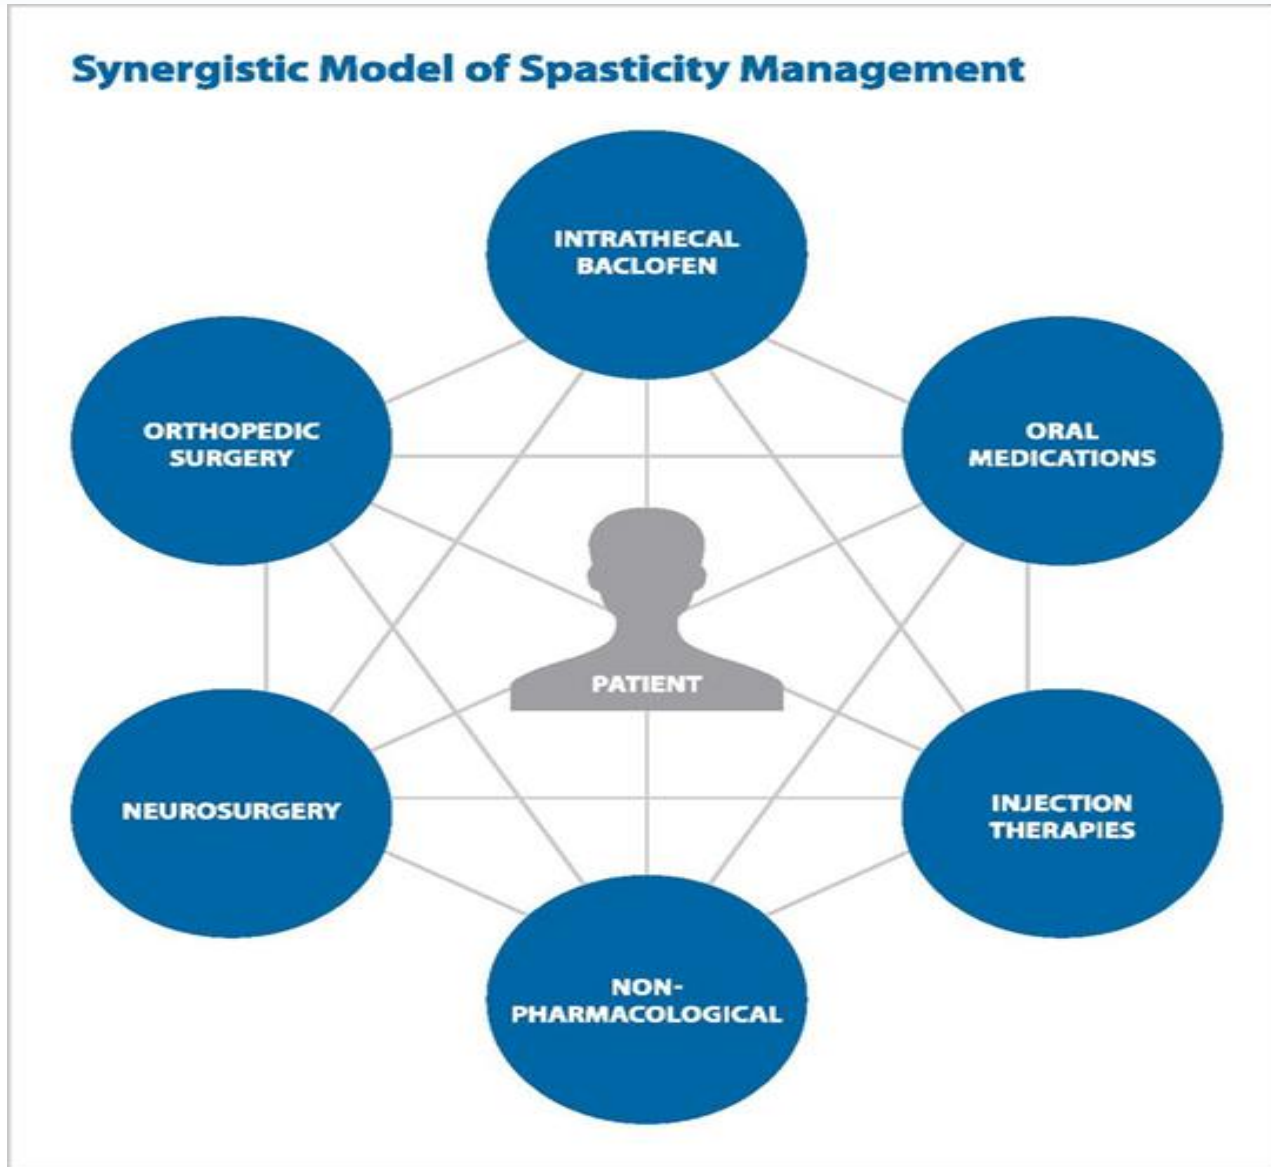 Synergistic Model of Spasticity Management
INTRATHECAL
BACLOFEN
ORTHOPEDIC
SURGERY
ORAL
MEDICATIONS
PATIENT
NEUROSURGERY
INJECTION
THERAPIES
NON-
PHARMACOLOGICAL